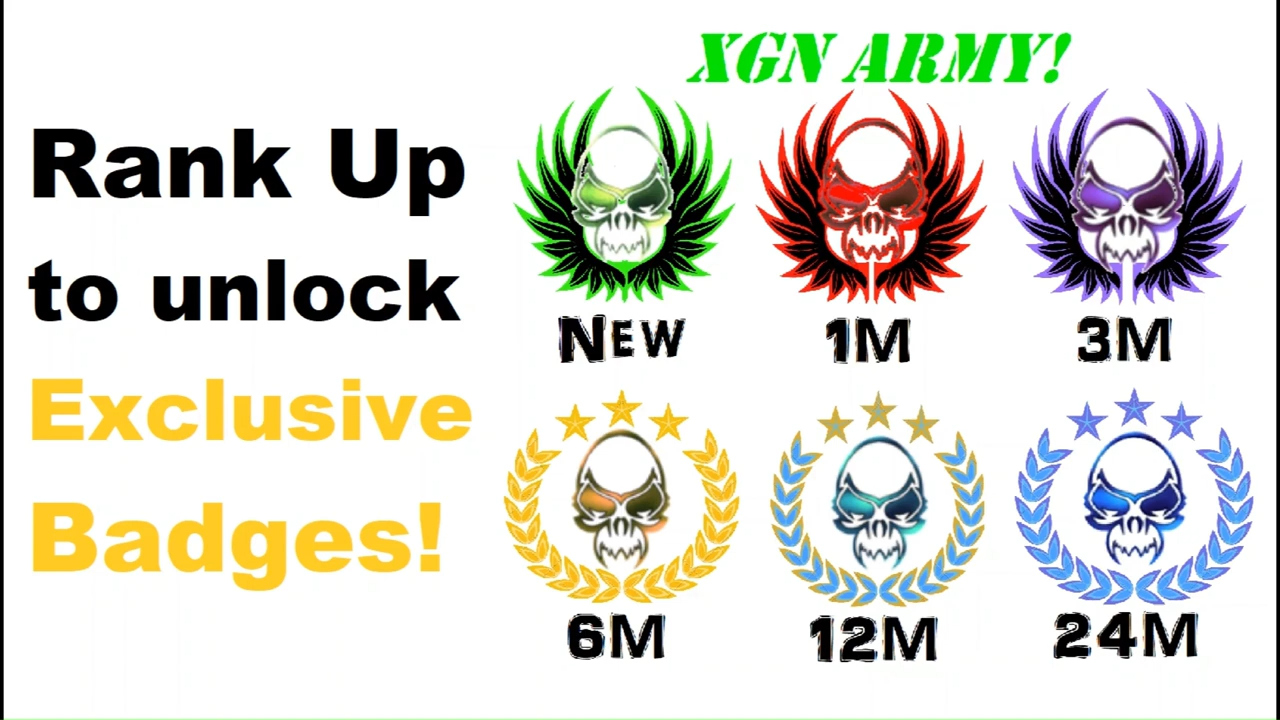 Rank Up
to unlock
Exclusive
Badges!
XGN ARMY!
NEW
1M
3M
6M
12M
24M